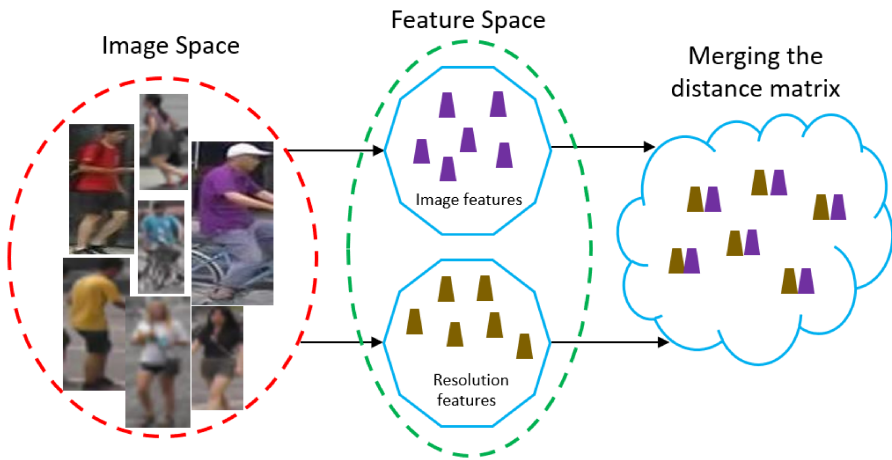 Image Space
Feature Space
Merging the
distance matrix
Image features
Resolution
features